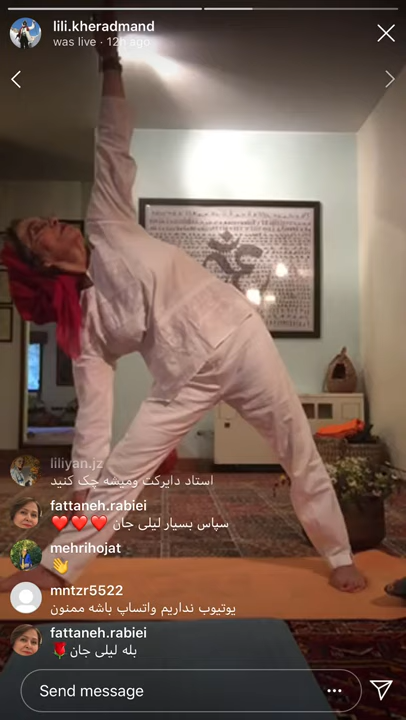 lili.kheradmand
was live · 12h ago
liliyan.jz
استاد دایرکت ومیشه چک کنید
fattaneh.rabiei
سپاس بسیار لیلی جان ❤️❤️❤️
mehrihojat
👋
mntzr5522
یوتیوب نداریم واتساپ باشه ممنون
fattaneh.rabiei
بله لیلی جان🌹
Send message